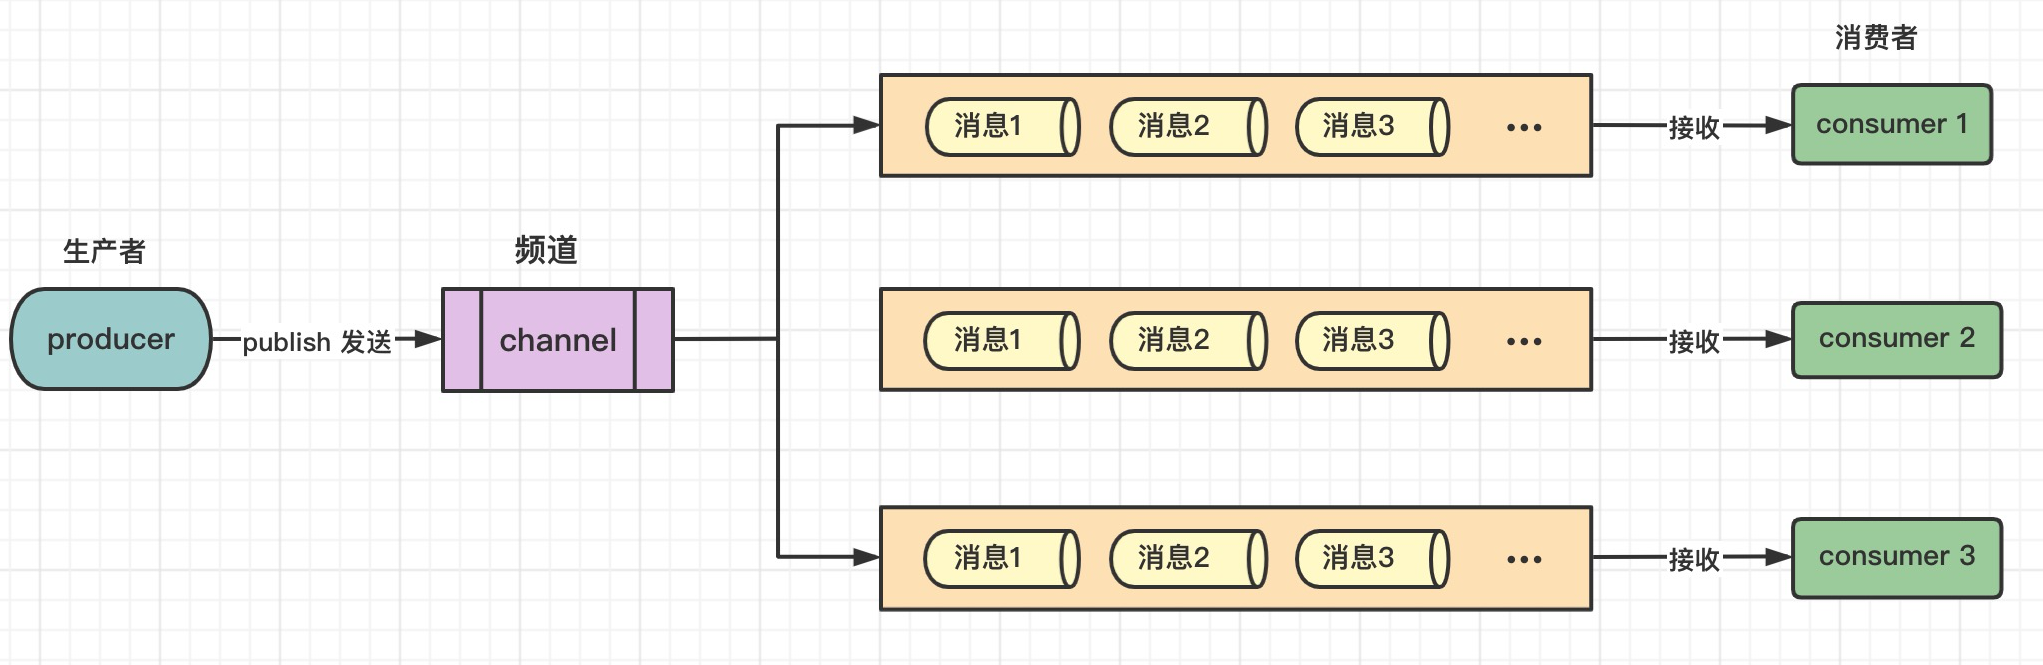 消费者
消息1
消息2
消息3
...
接收
consumer 1
生产者
频道
producer
publish 发送
channel
消息1
消息2
消息3
...
接收
consumer 2
消息1
消息2
消息3
...
接收
consumer 3